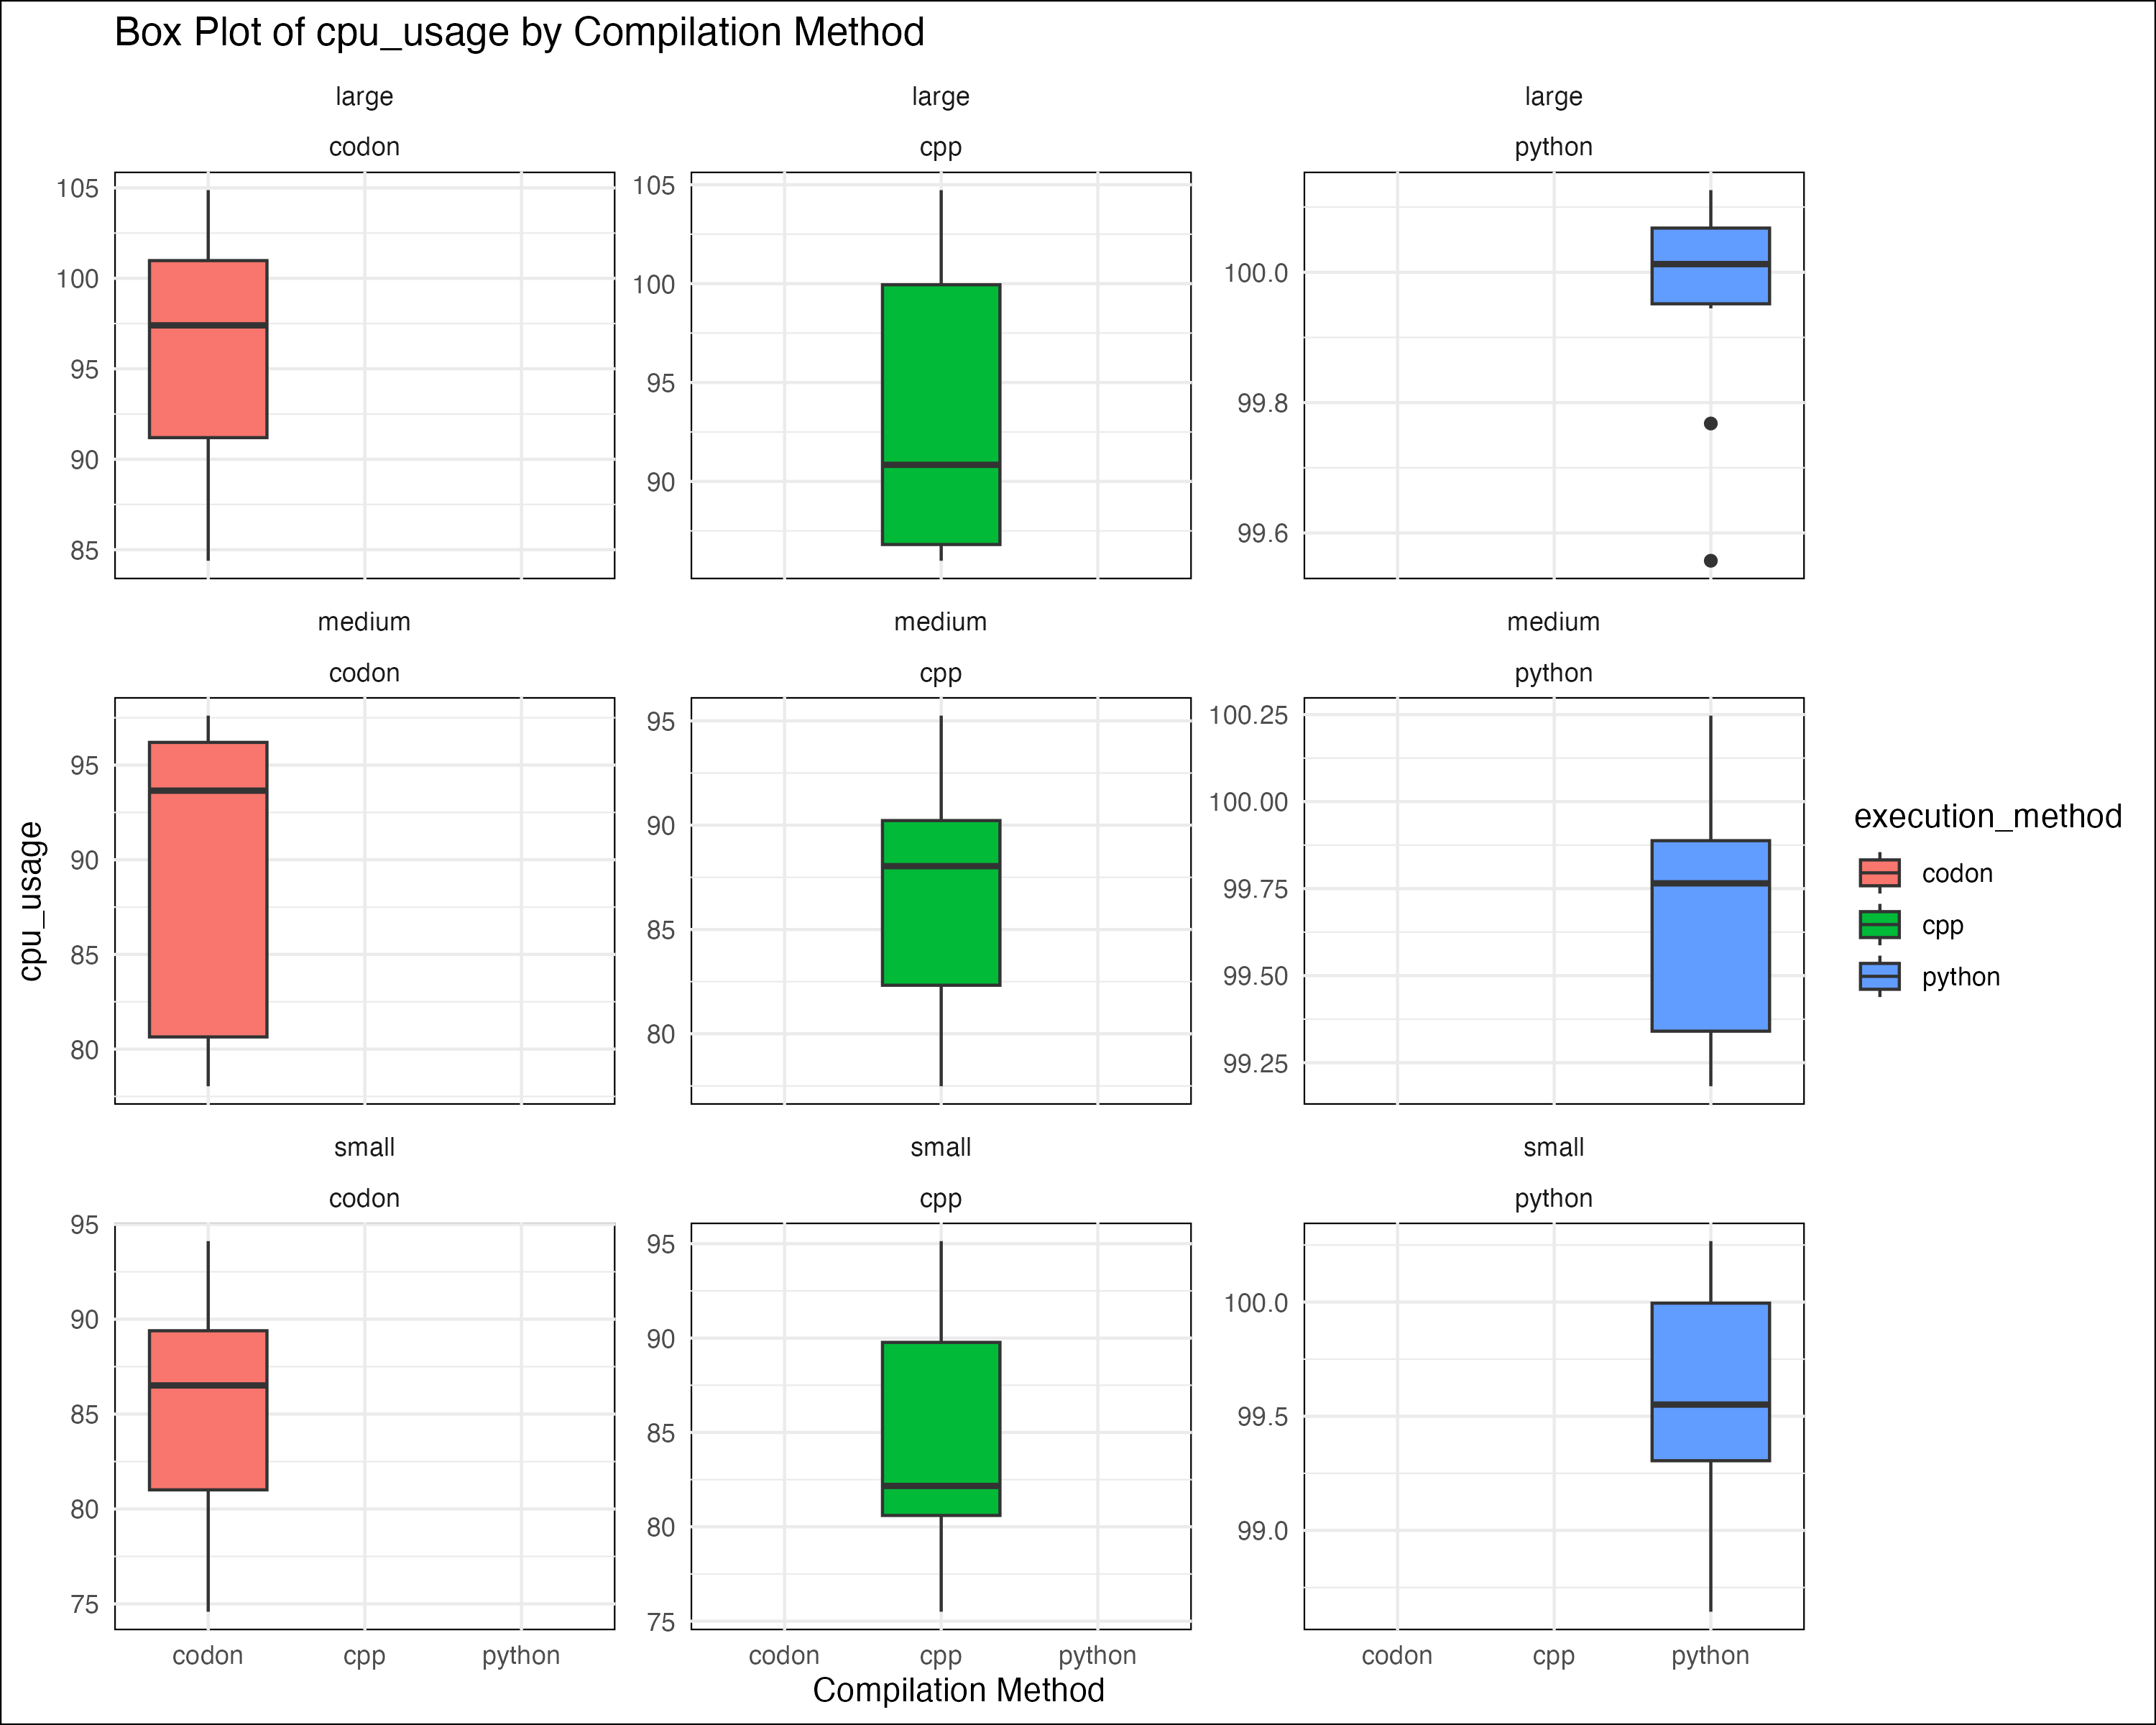 Box Plot of cpu_usage by Compilation Method
large
large
large
codon
cpp
python
105
100
95
90
85
105
100
95
90
100.0
99.8
99.6
medium
medium
medium
codon
cpp
python
95
90
85
80
95
90
85
80
100.25
100.00
99.75
99.50
99.25
cpu_usage
execution_method
codon
cpp
python
small
small
small
codon
cpp
python
95
90
85
80
75
95
90
85
80
75
100.0
99.5
99.0
codon cpp python
codon cpp python
codon cpp python
Compilation Method